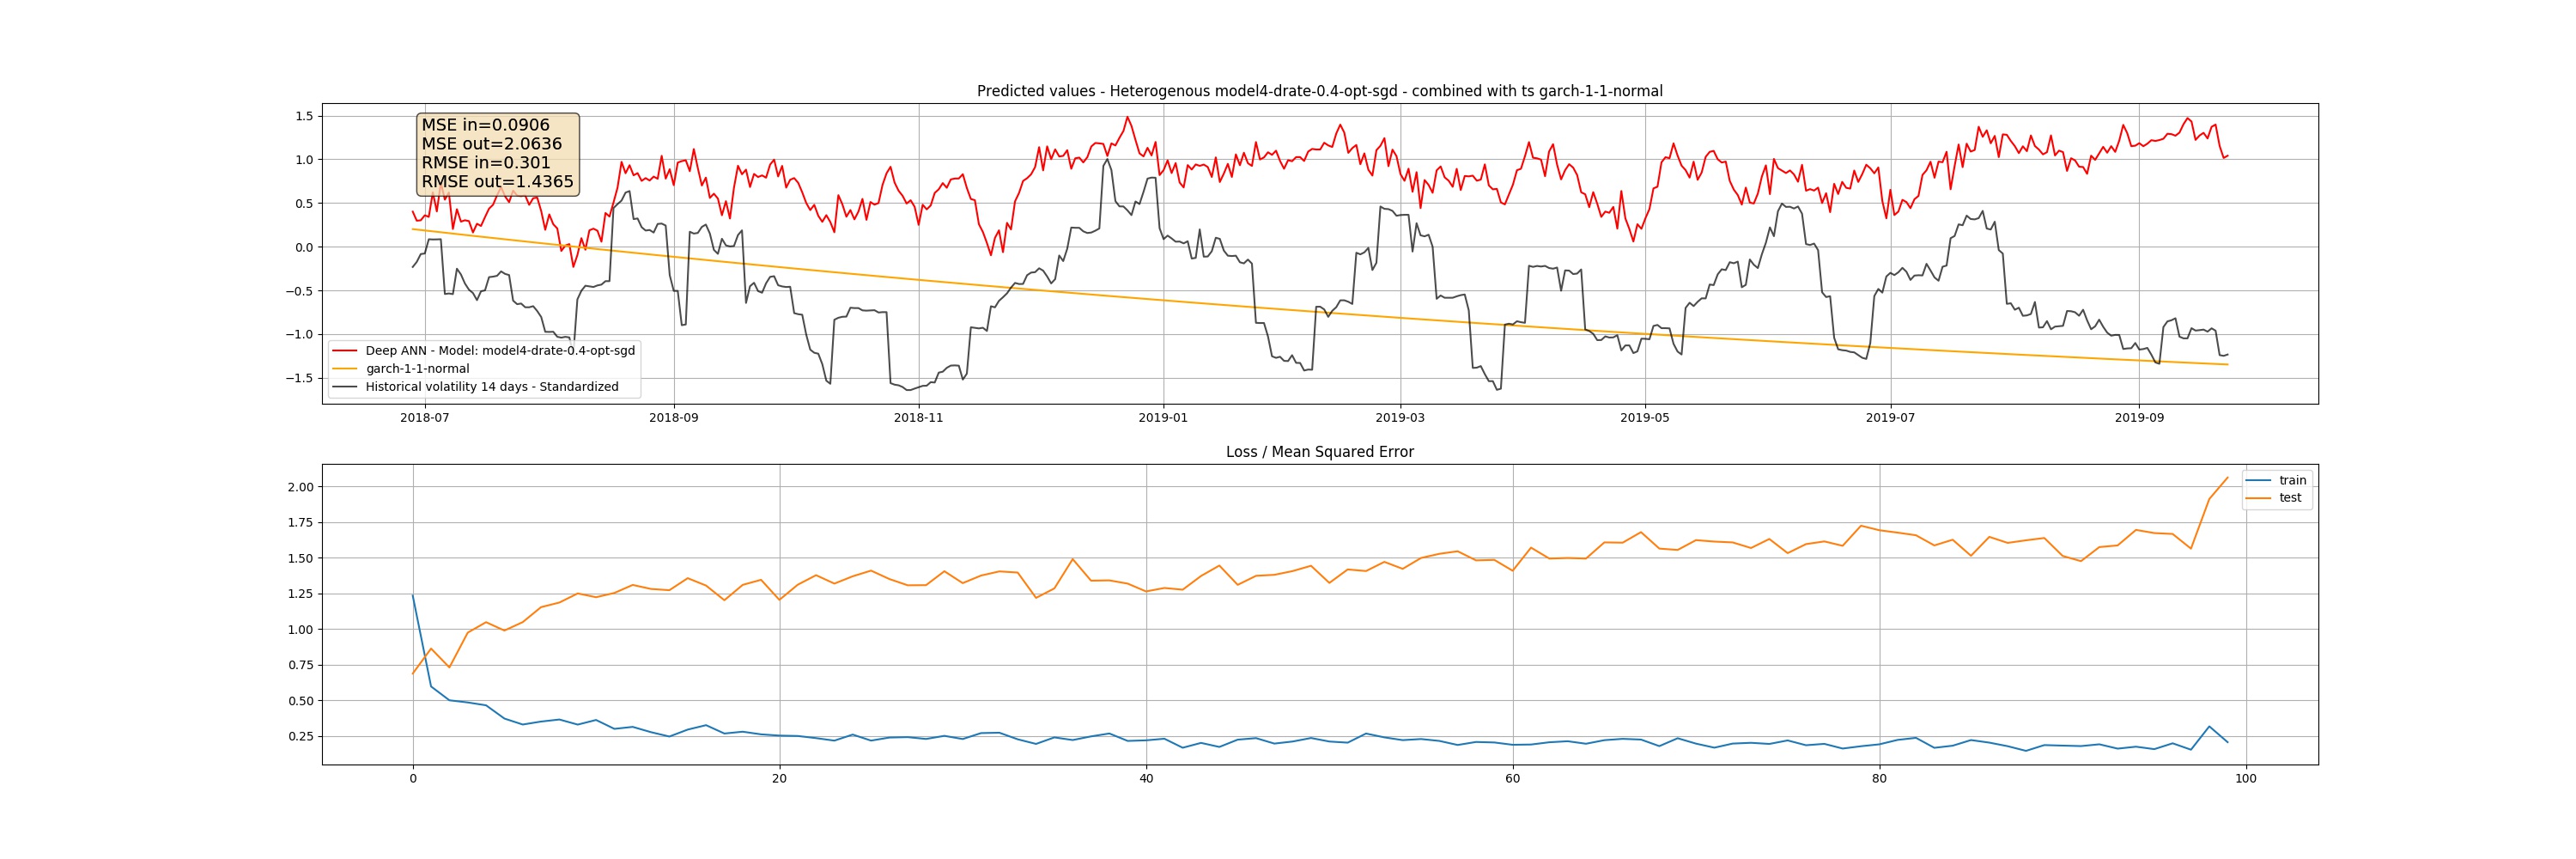 Predicted values - Heterogenous model4-drate-0.4-opt-sgd - combined with ts garch-1-1-normal
1.5
1.0
0.5
0.0
−0.5
−1.0
−1.5
MSE in=0.0906
MSE out=2.0636
RMSE in=0.301
RMSE out=1.4365
Deep ANN - Model: model4-drate-0.4-opt-sgd
garch-1-1-normal
Historical volatility 14 days - Standardized
2018-07 2018-09 2018-11 2019-01 2019-03 2019-05 2019-07 2019-09
Loss / Mean Squared Error
2.00
1.75
1.50
1.25
1.00
0.75
0.50
0.25
train
test
0 20 40 60 80 100